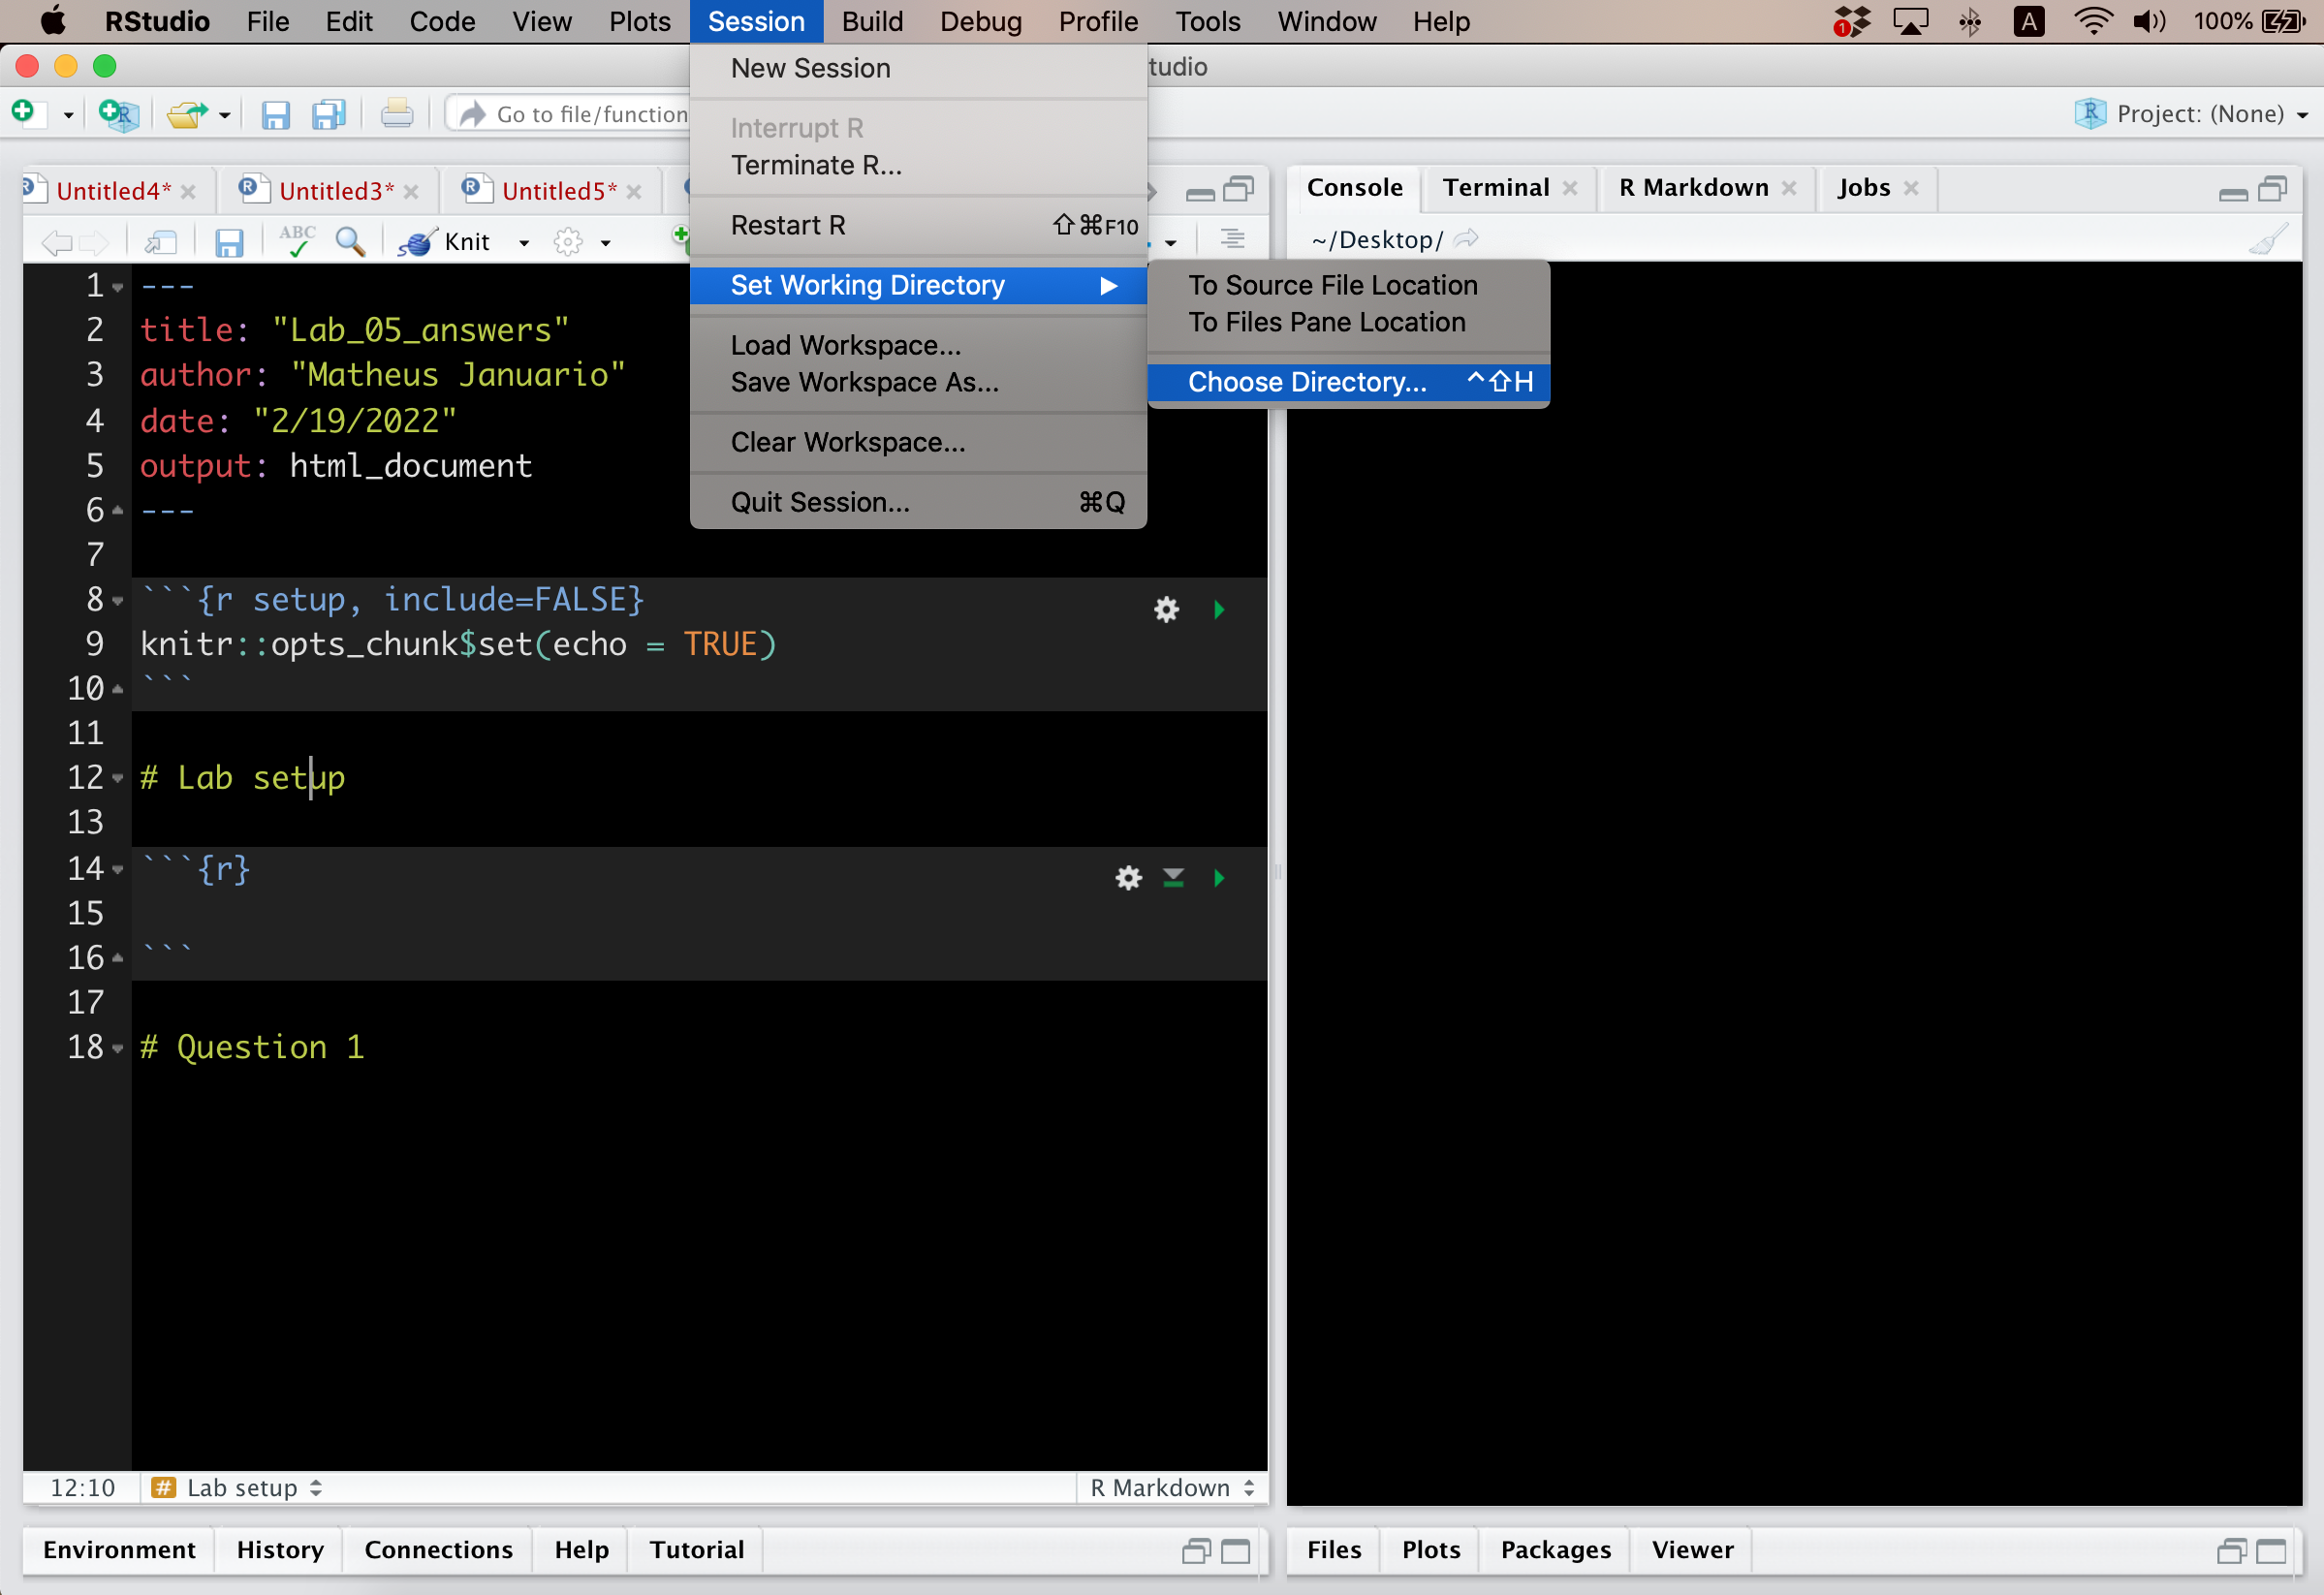 RStudio File Edit Code View Plots Session Build Debug Profile Tools Window Help 1 A 100%
tudio
New Session
Interrupt R
Terminate R...
Restart R ⇧⌘F10
Set Working Directory ▶
Load Workspace...
Save Workspace As...
Clear Workspace...
Quit Session... ⌘Q
To Source File Location
To Files Pane Location
Choose Directory... ^⇧H
Go to file/function
Project: (None)
Untitled4* Untitled3* Untitled5*
ABC Knit
1 ---
2 title: "Lab_05_answers"
3 author: "Matheus Januario"
4 date: "2/19/2022"
5 output: html_document
6 ---
7
8 ```{r setup, include=FALSE}
9 knitr::opts_chunk$set(echo = TRUE)
10 ```
11
12 # Lab setup
13
14 ```{r}
15
16 ```
17
18 # Question 1
12:10 # Lab setup R Markdown
Console Terminal R Markdown Jobs
~/Desktop/
Environment History Connections Help Tutorial
Files Plots Packages Viewer